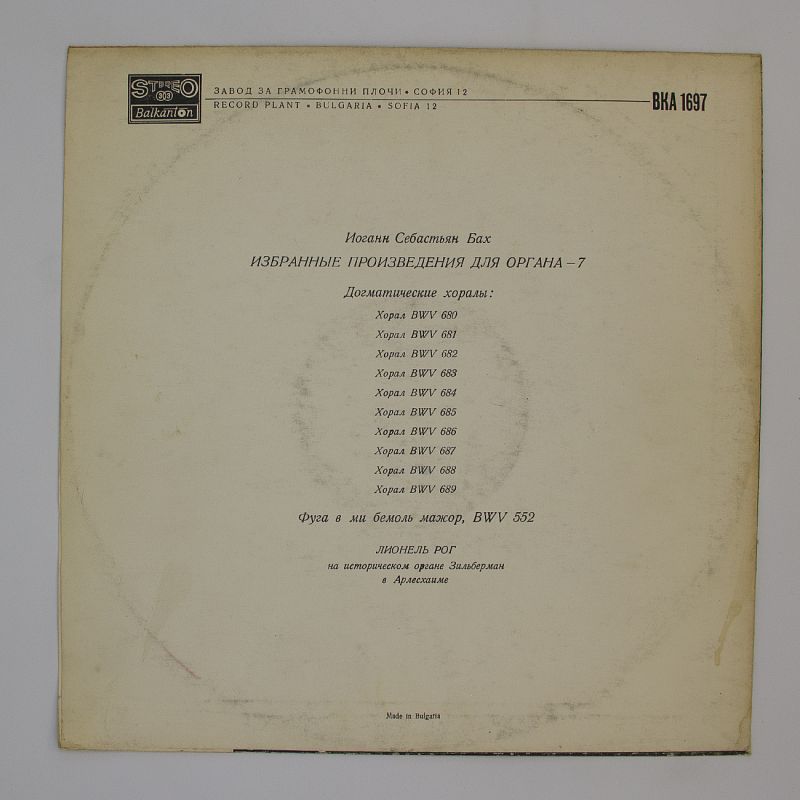 STEREO
Balkanton
ЗАВОД ЗА ГРАМОФОННИ ПЛОЧИ • СОФИЯ 12
RECORD PLANT • BULGARIA • SOFIA 12
ВКА 1697
Иоганн Себастьян Бах
ИЗБРАННЫЕ ПРОИЗВЕДЕНИЯ ДЛЯ ОРГАНА – 7
Догматические хоралы:
Хорал BWV 680
Хорал BWV 681
Хорал BWV 682
Хорал BWV 683
Хорал BWV 684
Хорал BWV 685
Хорал BWV 686
Хорал BWV 687
Хорал BWV 688
Хорал BWV 689
Фуга в ми бемоль мажор, BWV 552
ЛИОНЕЛЬ РОГ
на историческом органе Зильберман
в Арлесхаиме
Made in Bulgaria